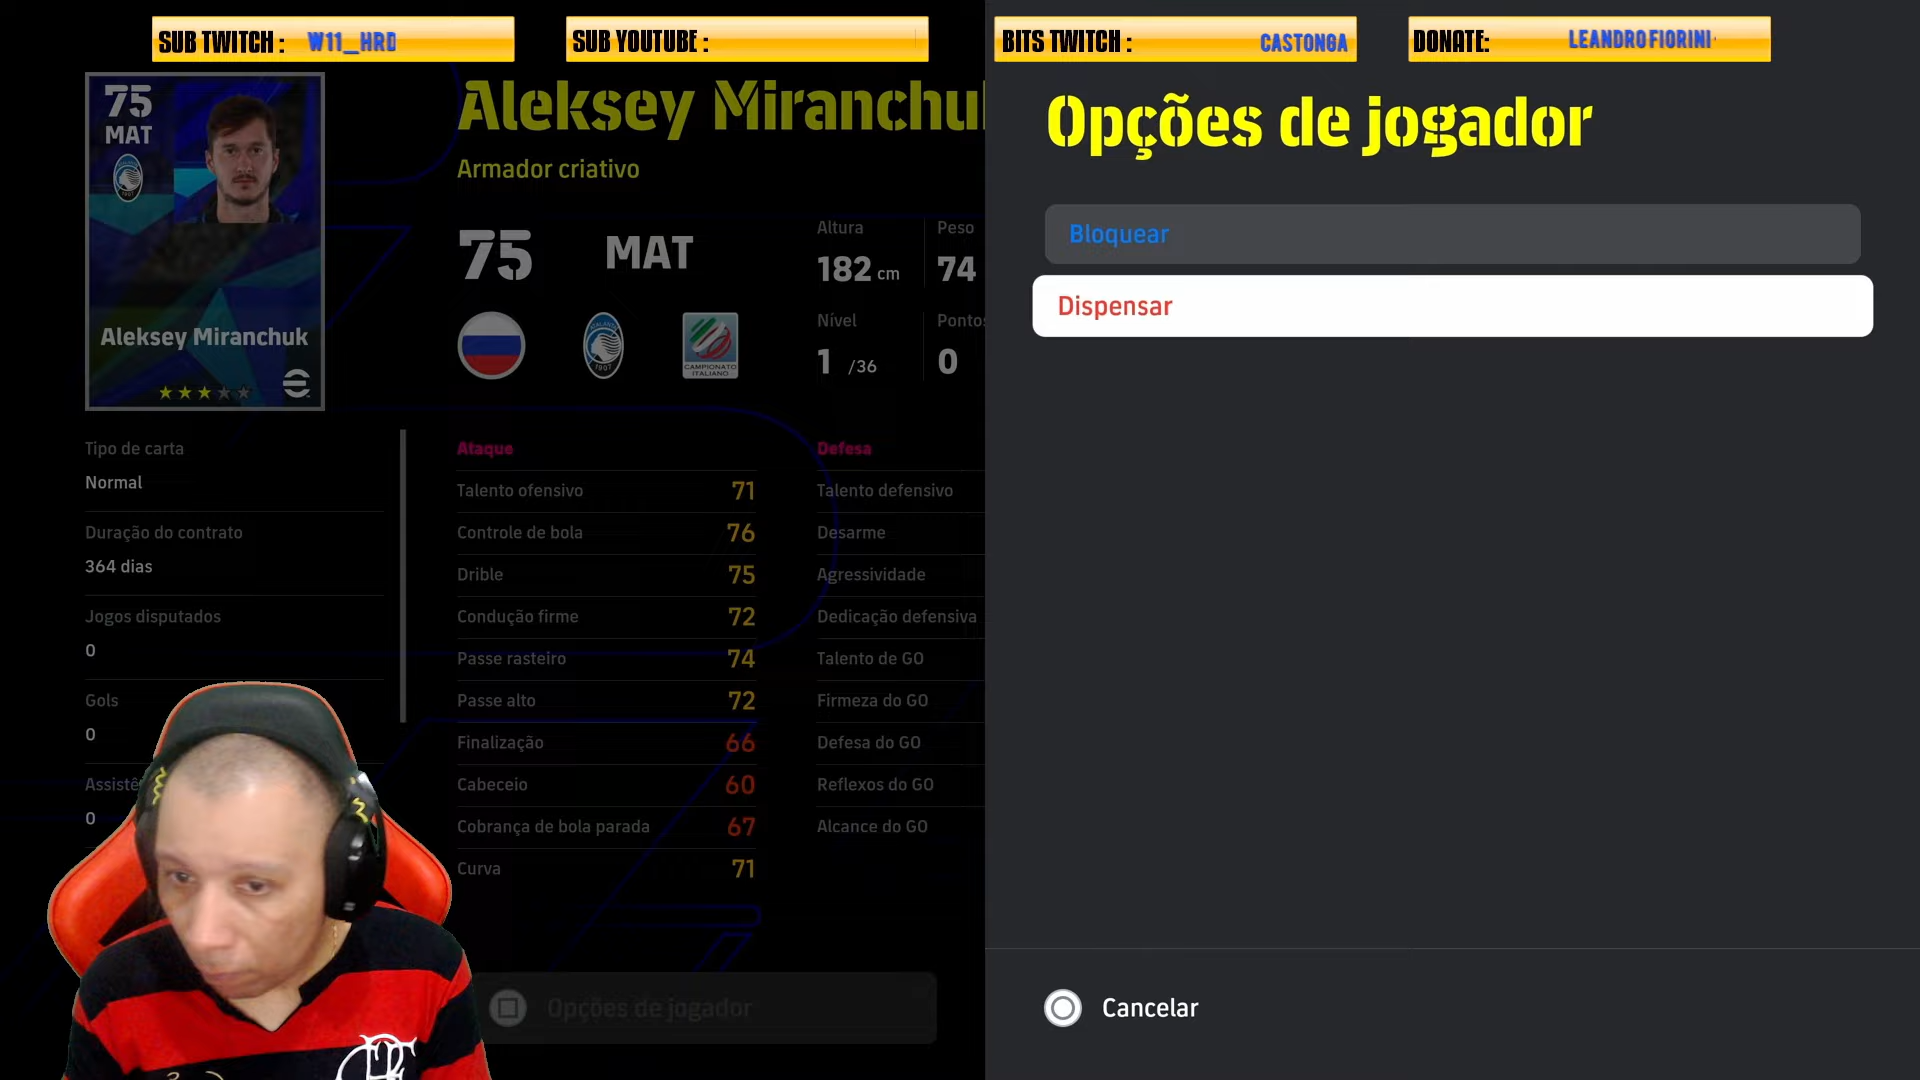 SUB TWITCH : W11_HRD
SUB YOUTUBE :
BITS TWITCH : CASTONGA
DONATE: LEANDRO FIORINI
75
MAT
Aleksey Miranchuk
Aleksey Miranchu
Armador criativo
75 MAT
Altura
182 cm
Peso
74
Nível
1 /36
Pontos
0
ATALANTA
1907
CAMPIONATO
ITALIANO
Tipo de carta
Normal
Duração do contrato
364 dias
Jogos disputados
0
Gols
0
Assistê
0
Ataque
Talento ofensivo 71
Controle de bola 76
Drible 75
Condução firme 72
Passe rasteiro 74
Passe alto 72
Finalização 66
Cabeceio 60
Cobrança de bola parada 67
Curva 71
Defesa
Talento defensivo
Desarme
Agressividade
Dedicação defensiva
Talento de GO
Firmeza do GO
Defesa do GO
Reflexos do GO
Alcance do GO
Opções de jogador
Opções de jogador
Bloquear
Dispensar
Cancelar